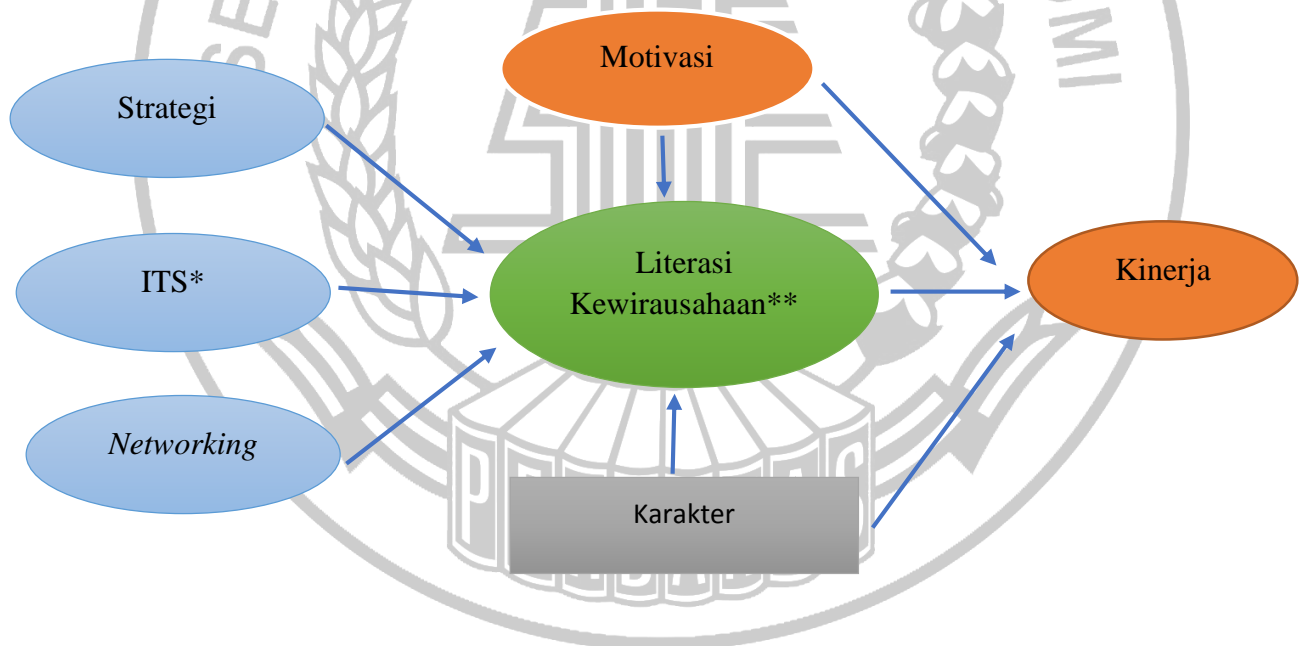 Motivasi
Strategi
Literasi
Kewirausahaan**
Kinerja
ITS*
Networking
Karakter